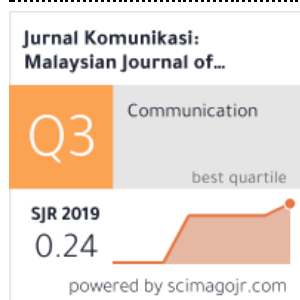 Jurnal Komunikasi:
Malaysian Journal of...
Q3
Communication
best quartile
SJR 2019
0.24
powered by scimagojr.com